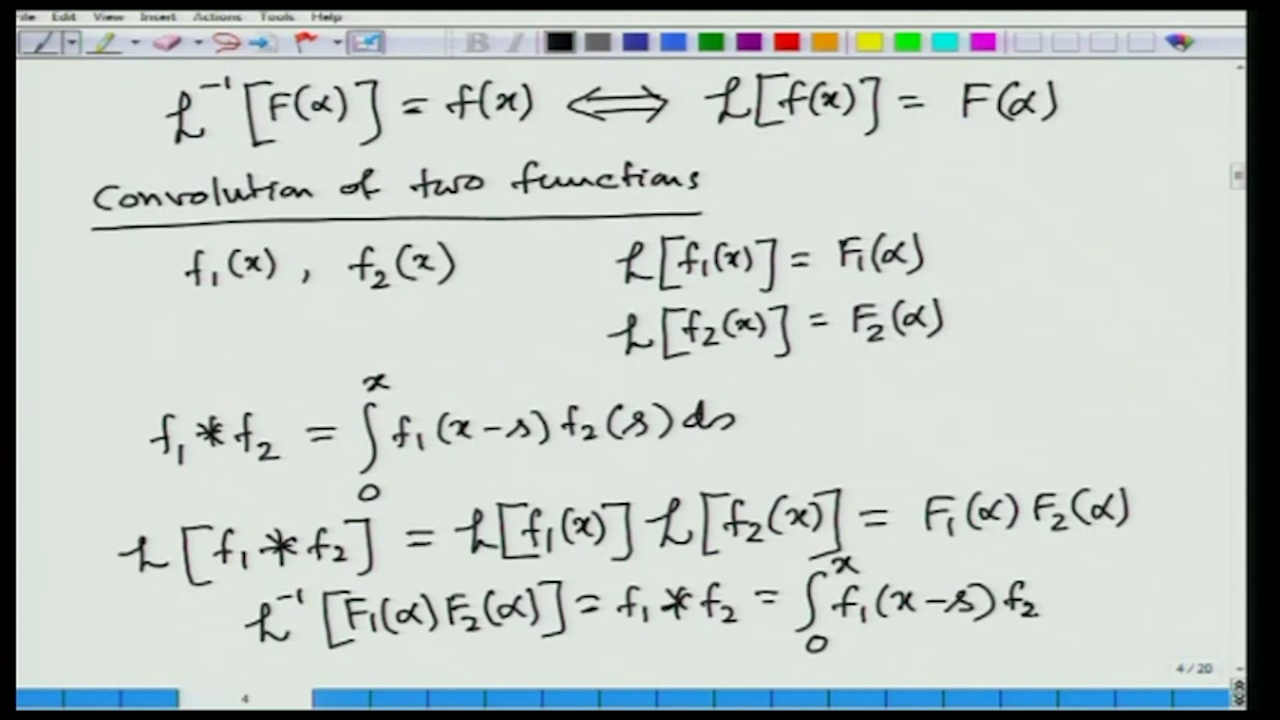 File Edit View Insert Actions Tools Help
B I
ℒ⁻¹[F(α)] = f(x) ⟺ ℒ[f(x)] = F(α)
Convolution of two functions
f₁(x), f₂(x) ℒ[f₁(x)] = F₁(α)
ℒ[f₂(x)] = F₂(α)
f₁ * f₂ = ∫₀ˣ f₁(x-s) f₂(s) ds
ℒ[f₁ * f₂] = ℒ[f₁(x)] ℒ[f₂(x)] = F₁(α) F₂(α)
ℒ⁻¹[F₁(α) F₂(α)] = f₁ * f₂ = ∫₀ˣ f₁(x-s) f₂
4/20
4